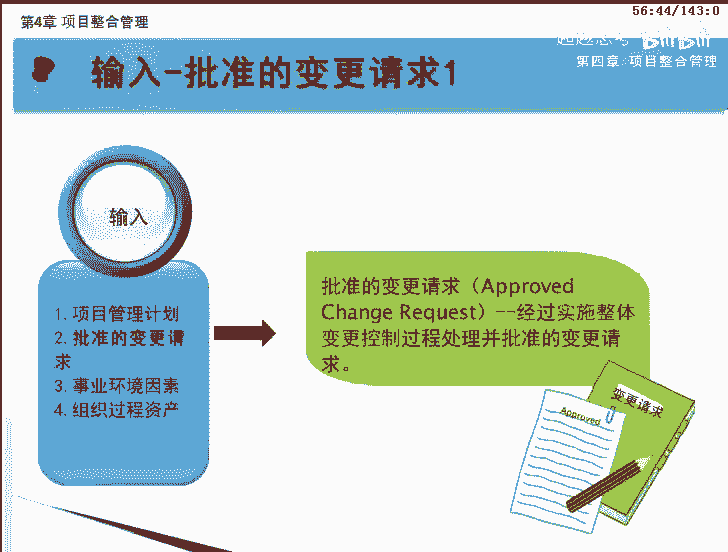 第4章 项目整合管理
56:44/143:0
BiliBili
第四章:项目整合管理
输入-批准的变更请求1
输入
1. 项目管理计划
2. 批准的变更请
求
3. 事业环境因素
4. 组织过程资产
批准的变更请求（Approved
Change Request）--经过实施整体
变更控制过程处理并批准的变更请
求。
变更请求
Approved